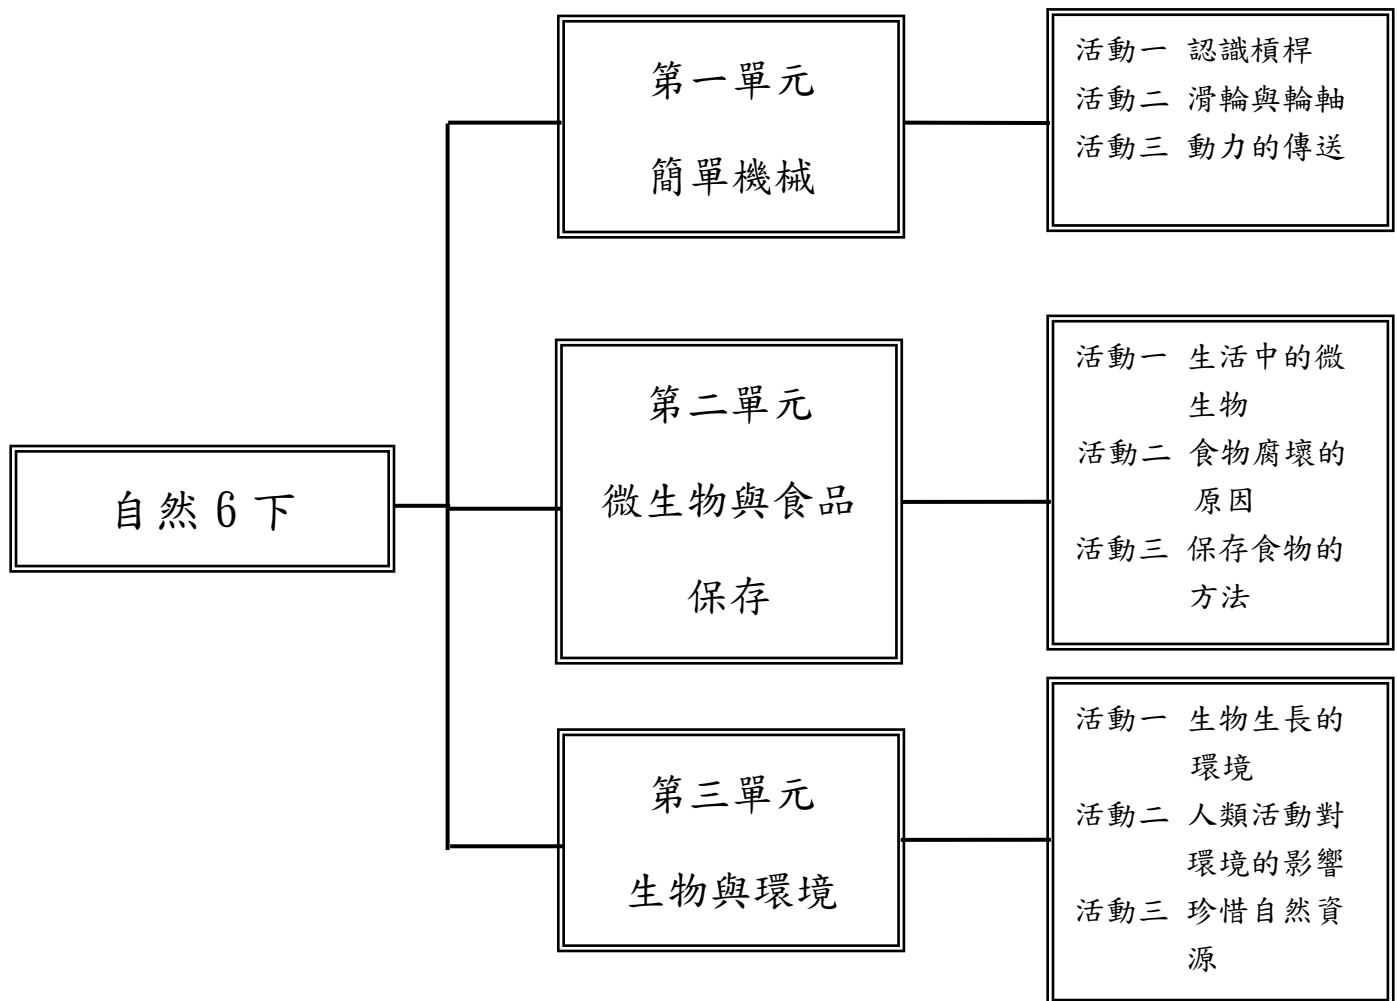 自然 6 下
第一單元
簡單機械
活動一 認識槓桿
活動二 滑輪與輪軸
活動三 動力的傳送
第二單元
微生物與食品
保存
活動一 生活中的微
生物
活動二 食物腐壞的
原因
活動三 保存食物的
方法
第三單元
生物與環境
活動一 生物生長的
環境
活動二 人類活動對
環境的影響
活動三 珍惜自然資
源